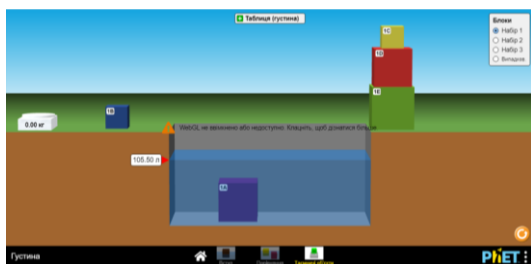 Таблиця (густина)
Блоки
Набір 1
Набір 2
Набір 3
Випадков
1C
1D
1E
1B
0.00 кг
WebGL не ввімкнено або недоступно. Клацніть, щоб дізнатися більше
105.50 л
1A
Густина
PhET